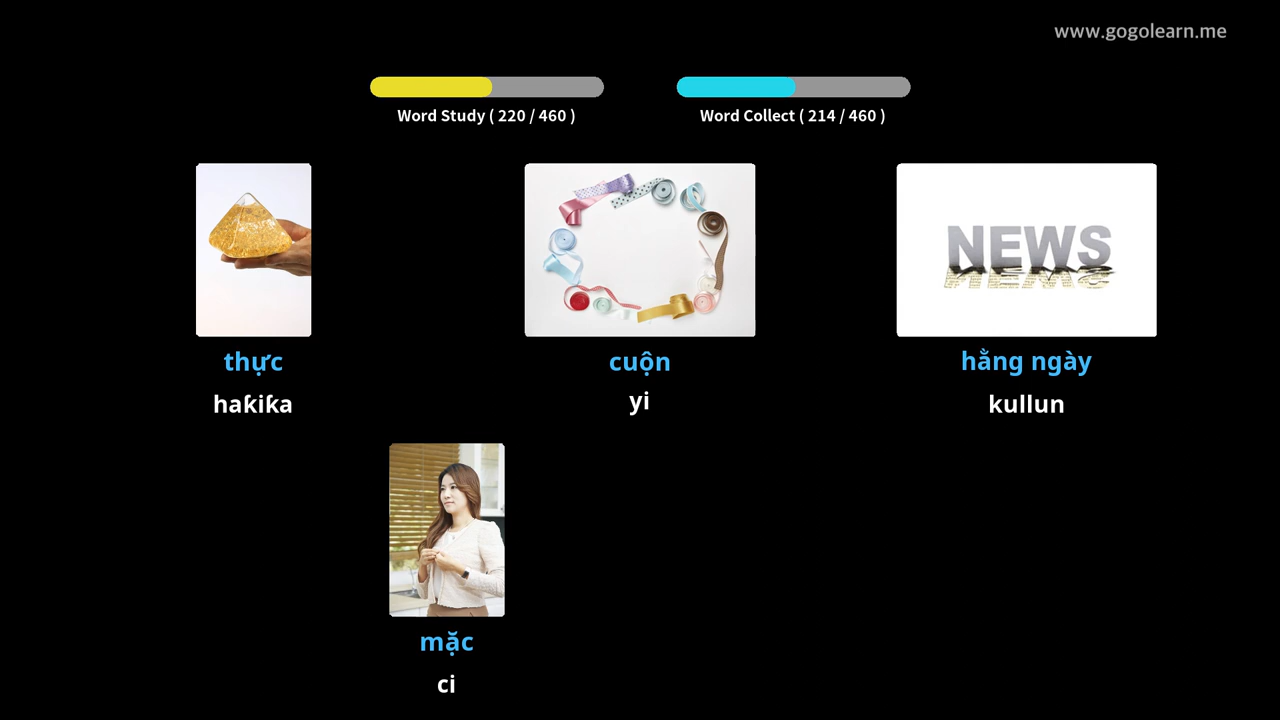 www.gogolearn.me
Word Study ( 220 / 460 )
Word Collect ( 214 / 460 )
NEWS
thực
cuộn
hằng ngày
haƙiƙa
yi
kullun
mặc
ci